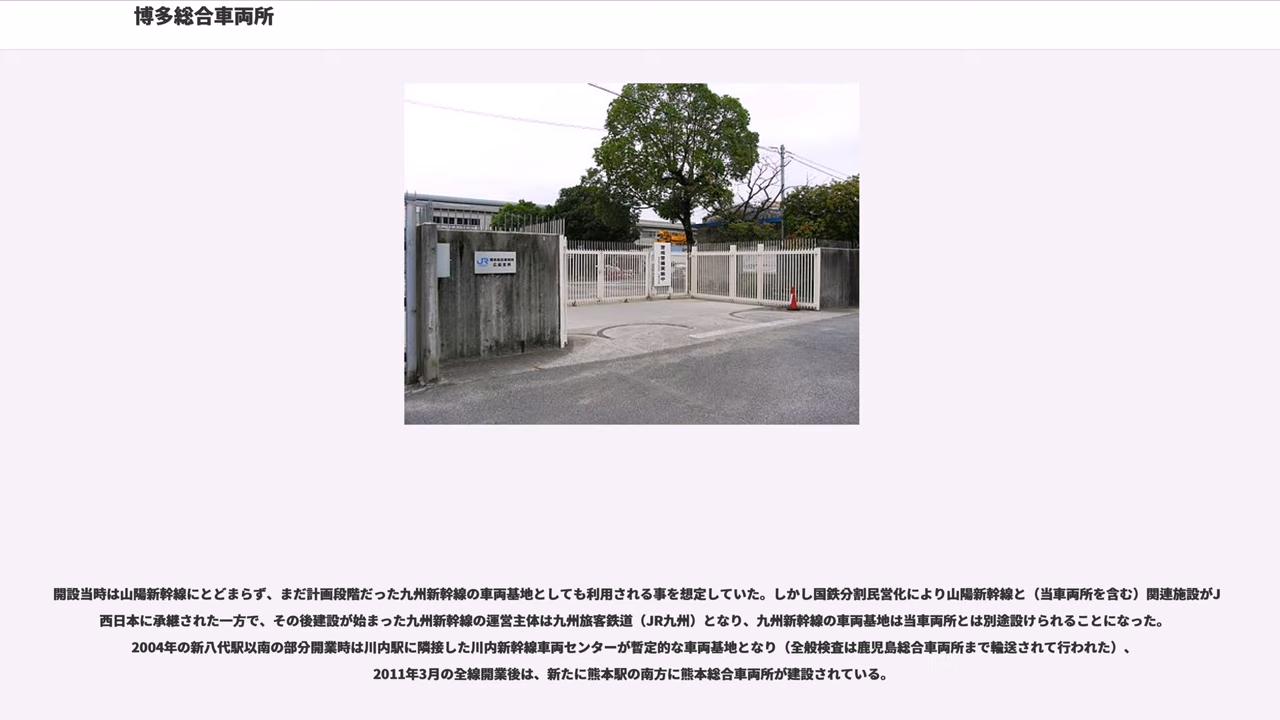 博多総合車両所
JR
広島支所
開設当時は山陽新幹線にとどまらず、まだ計画段階だった九州新幹線の車両基地としても利用される事を想定していた。しかし国鉄分割民営化により山陽新幹線と（当車両所を含む）関連施設がJ
西日本に承継された一方で、その後建設が始まった九州新幹線の運営主体は九州旅客鉄道（JR九州）となり、九州新幹線の車両基地は当車両所とは別途設けられることになった。
2004年の新八代駅以南の部分開業時は川内駅に隣接した川内新幹線車両センターが暫定的な車両基地となり（全般検査は鹿児島総合車両所まで輸送されて行われた）、
2011年3月の全線開業後は、新たに熊本駅の南方に熊本総合車両所が建設されている。